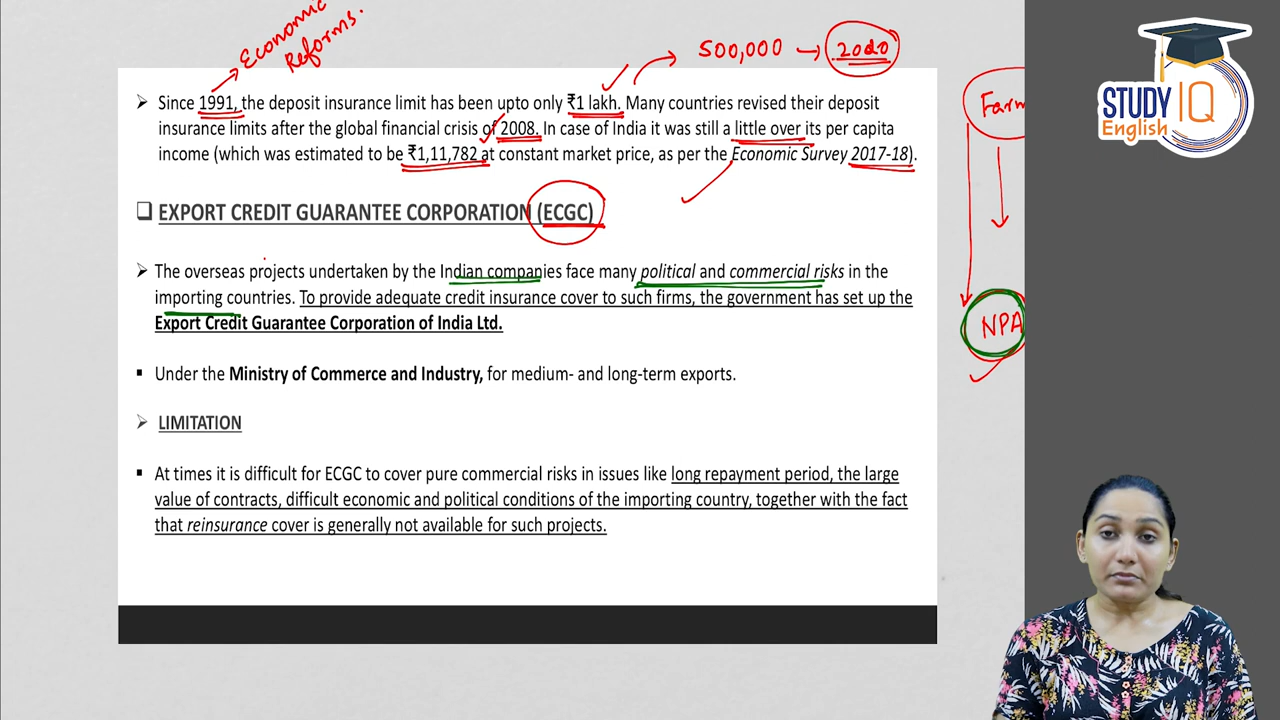 Economic
Reforms.
500,000 → 2020
➢ Since 1991, the deposit insurance limit has been upto only ₹1 lakh. Many countries revised their deposit
insurance limits after the global financial crisis of 2008. In case of India it was still a little over its per capita
income (which was estimated to be ₹1,11,782 at constant market price, as per the Economic Survey 2017-18).
❑ EXPORT CREDIT GUARANTEE CORPORATION (ECGC)
➢ The overseas projects undertaken by the Indian companies face many political and commercial risks in the
importing countries. To provide adequate credit insurance cover to such firms, the government has set up the
Export Credit Guarantee Corporation of India Ltd.
▪ Under the Ministry of Commerce and Industry, for medium- and long-term exports.
➢ LIMITATION
▪ At times it is difficult for ECGC to cover pure commercial risks in issues like long repayment period, the large
value of contracts, difficult economic and political conditions of the importing country, together with the fact
that reinsurance cover is generally not available for such projects.
Farm
NPA
STUDY IQ
English